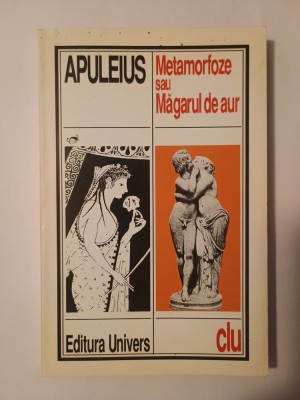 APULEIUS
Metamorfoze
sau
Măgarul de aur
Editura Univers
clu